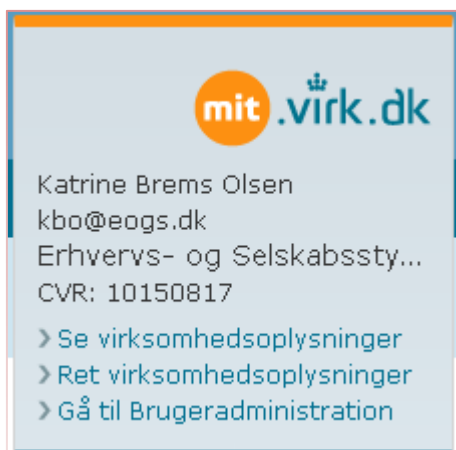 mit.virk.dk
Katrine Brems Olsen
kbo@eogs.dk
Erhvervs- og Selskabssty...
CVR: 10150817
Se virksomhedsoplysninger
Ret virksomhedsoplysninger
Gå til Brugeradministration